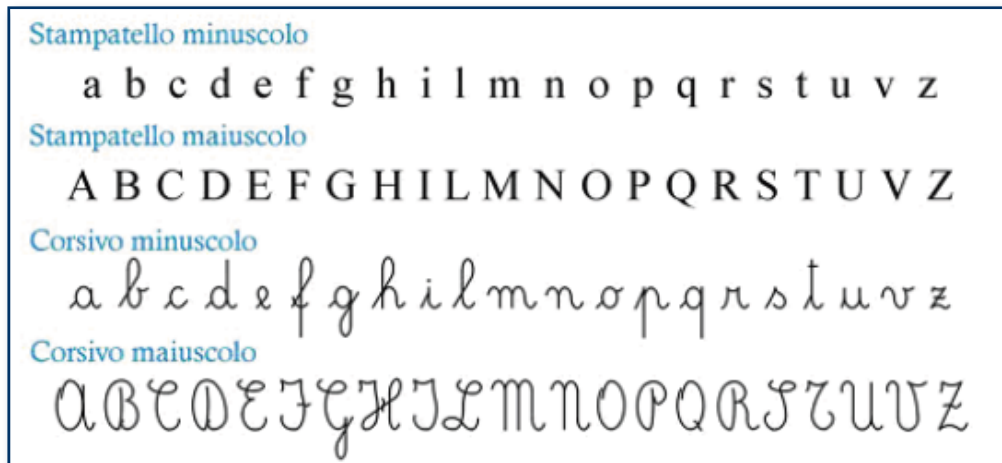 Stampatello minuscolo
a b c d e f g h i l m n o p q r s t u v z
Stampatello maiuscolo
A B C D E F G H I L M N O P Q R S T U V Z
Corsivo minuscolo
a b c d e f g h i l m n o p q r s t u v z
Corsivo maiuscolo
A B C D E F G H I L M N O P Q R S T U V Z